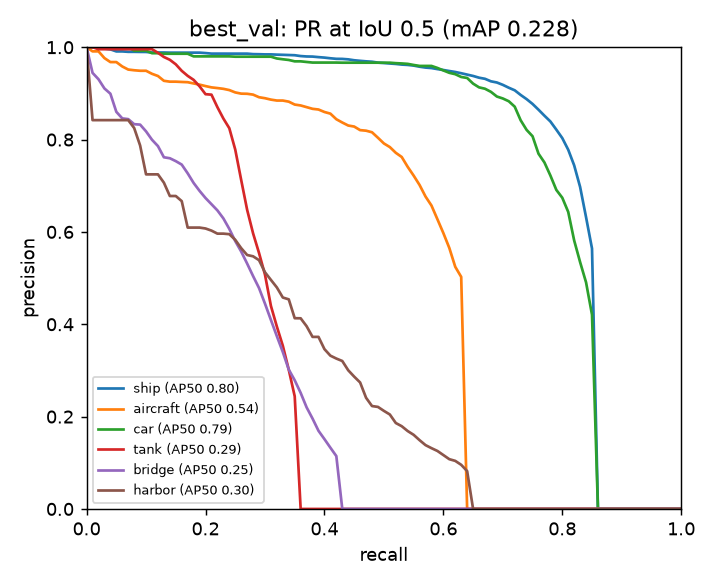 best_val: PR at IoU 0.5 (mAP 0.228)
1.0
0.8
0.6
0.4
0.2
0.0
precision
ship (AP50 0.80)
aircraft (AP50 0.54)
car (AP50 0.79)
tank (AP50 0.29)
bridge (AP50 0.25)
harbor (AP50 0.30)
0.0 0.2 0.4 0.6 0.8 1.0
recall